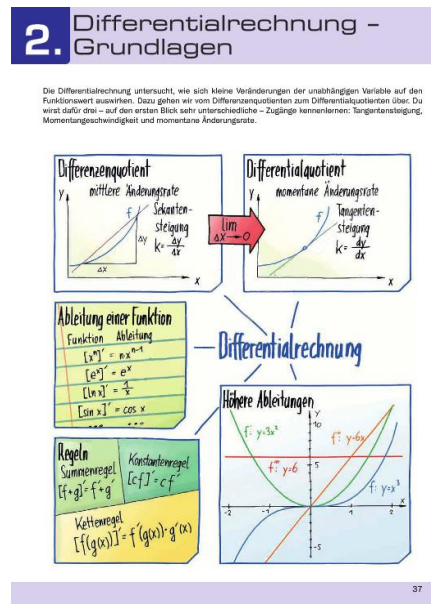 2. Differentialrechnung –
Grundlagen
Die Differentialrechnung untersucht, wie sich kleine Veränderungen der unabhängigen Variable auf den
Funktionswert auswirken. Dazu gehen wir vom Differenzenquotienten zum Differentialquotienten über. Du
wirst dafür drei – auf den ersten Blick sehr unterschiedliche – Zugänge kennenlernen: Tangentensteigung,
Momentangeschwindigkeit und momentane Änderungsrate.
Differenzenquotient
mittlere Änderungsrate
y
f
Sekanten-
steigung
k = Δy/Δx
Δy
Δx
x
lim
Δx→0
Differentialquotient
momentane Änderungsrate
y
f
Tangenten-
steigung
k = dy/dx
x
Ableitung einer Funktion
Funktion Ableitung
[xⁿ]′ = n·xⁿ⁻¹
[eˣ]′ = eˣ
[ln x]′ = 1/x
[sin x]′ = cos x
... ... ...
Differentialrechnung
Regeln
Summenregel
[f+g]′ = f′+g′
Konstantenregel
[cf]′ = cf′
Kettenregel
[f(g(x))]′ = f′(g(x))·g′(x)
Höhere Ableitungen
y
10
f′: y=3x²
f″: y=6x
f‴: y=6
5
f: y=x³
x
-2 -1 1 2
-5
37